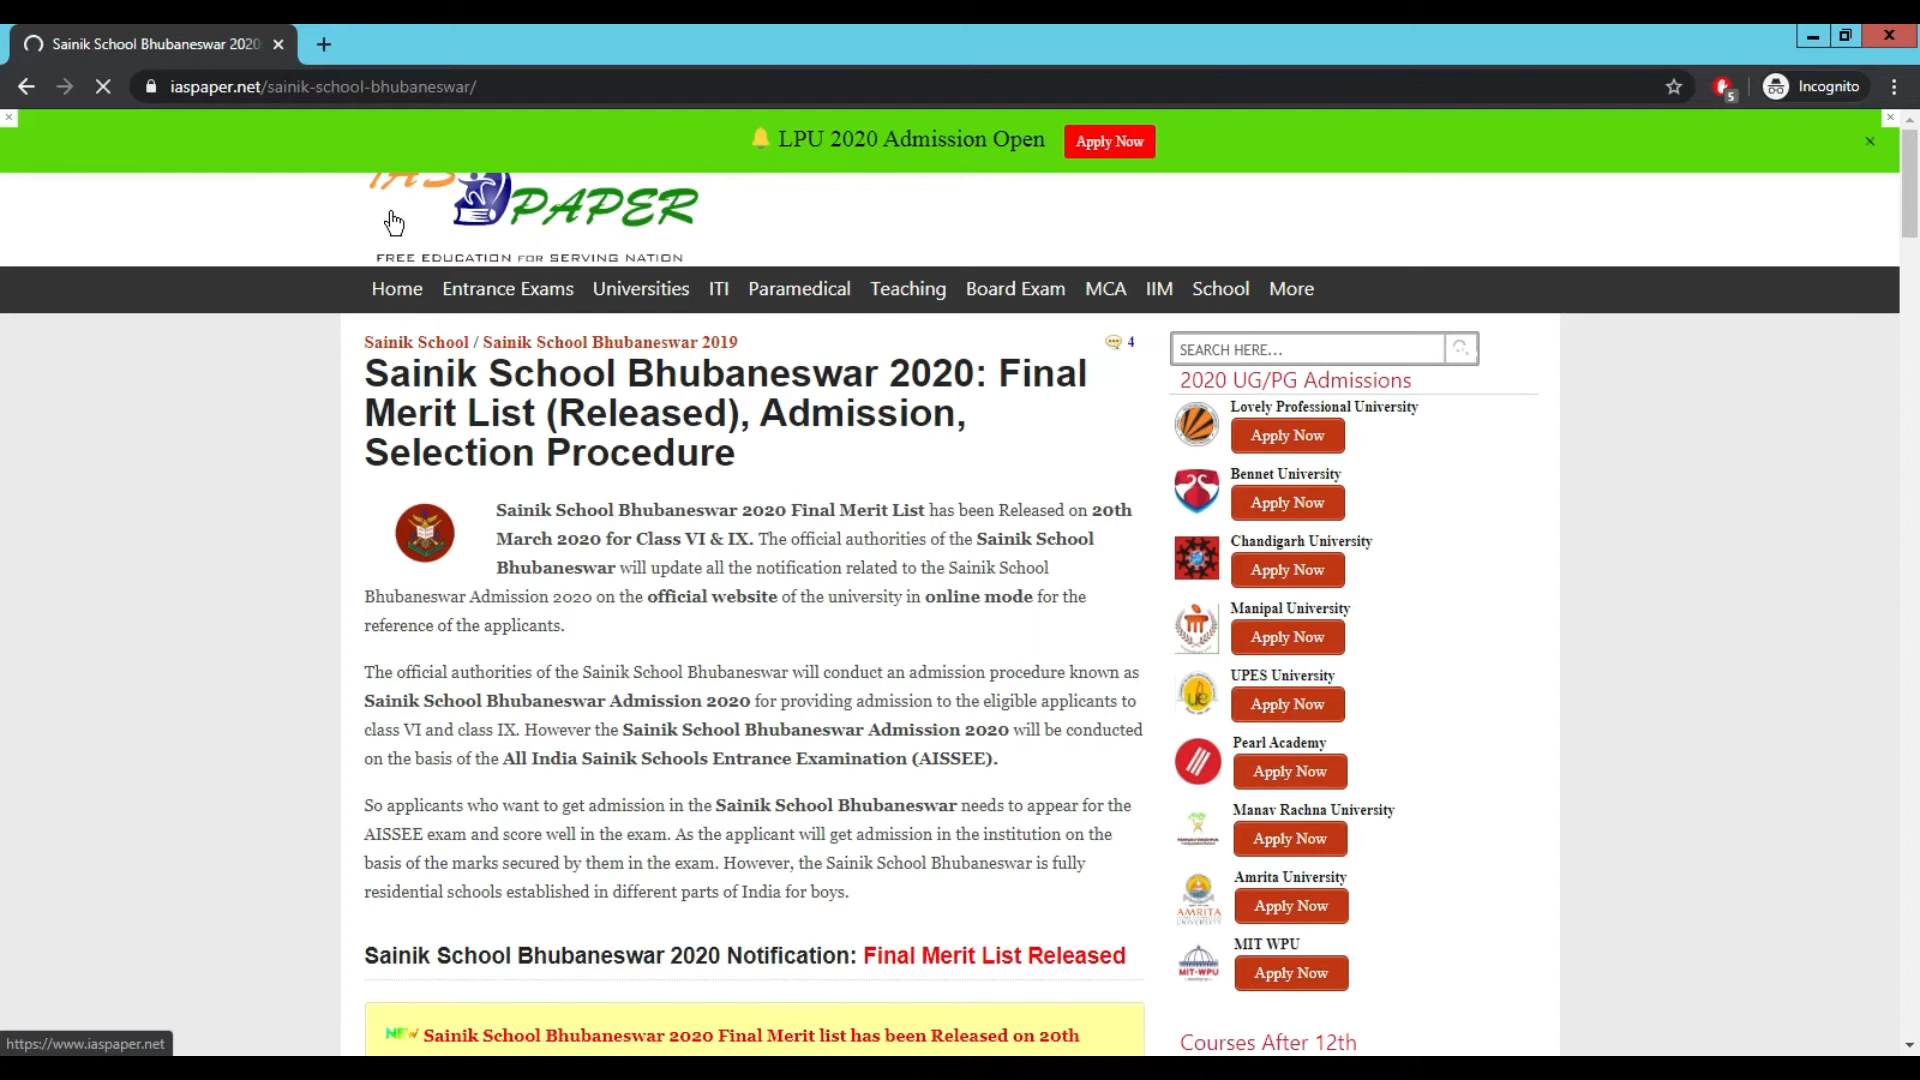 Sainik School Bhubaneswar 2020
iaspaper.net/sainik-school-bhubaneswar/
5
Incognito
LPU 2020 Admission Open
Apply Now
IAS PAPER
FREE EDUCATION FOR SERVING NATION
Home Entrance Exams Universities ITI Paramedical Teaching Board Exam MCA IIM School More
Sainik School / Sainik School Bhubaneswar 2019
4
Sainik School Bhubaneswar 2020: Final
Merit List (Released), Admission,
Selection Procedure
Sainik School Bhubaneswar 2020 Final Merit List has been Released on 20th
March 2020 for Class VI & IX. The official authorities of the Sainik School
Bhubaneswar will update all the notification related to the Sainik School
Bhubaneswar Admission 2020 on the official website of the university in online mode for the
reference of the applicants.
The official authorities of the Sainik School Bhubaneswar will conduct an admission procedure known as
Sainik School Bhubaneswar Admission 2020 for providing admission to the eligible applicants to
class VI and class IX. However the Sainik School Bhubaneswar Admission 2020 will be conducted
on the basis of the All India Sainik Schools Entrance Examination (AISSEE).
So applicants who want to get admission in the Sainik School Bhubaneswar needs to appear for the
AISSEE exam and score well in the exam. As the applicant will get admission in the institution on the
basis of the marks secured by them in the exam. However, the Sainik School Bhubaneswar is fully
residential schools established in different parts of India for boys.
Sainik School Bhubaneswar 2020 Notification: Final Merit List Released
NEW Sainik School Bhubaneswar 2020 Final Merit list has been Released on 20th
SEARCH HERE...
2020 UG/PG Admissions
Lovely Professional University
Apply Now
Bennet University
Apply Now
Chandigarh University
Apply Now
Manipal University
Apply Now
UPES University
Apply Now
Pearl Academy
Apply Now
Manav Rachna University
Apply Now
Amrita University
AMRITA
UNIVERSITY
Apply Now
MIT WPU
MIT-WPU
Apply Now
Courses After 12th
https://www.iaspaper.net